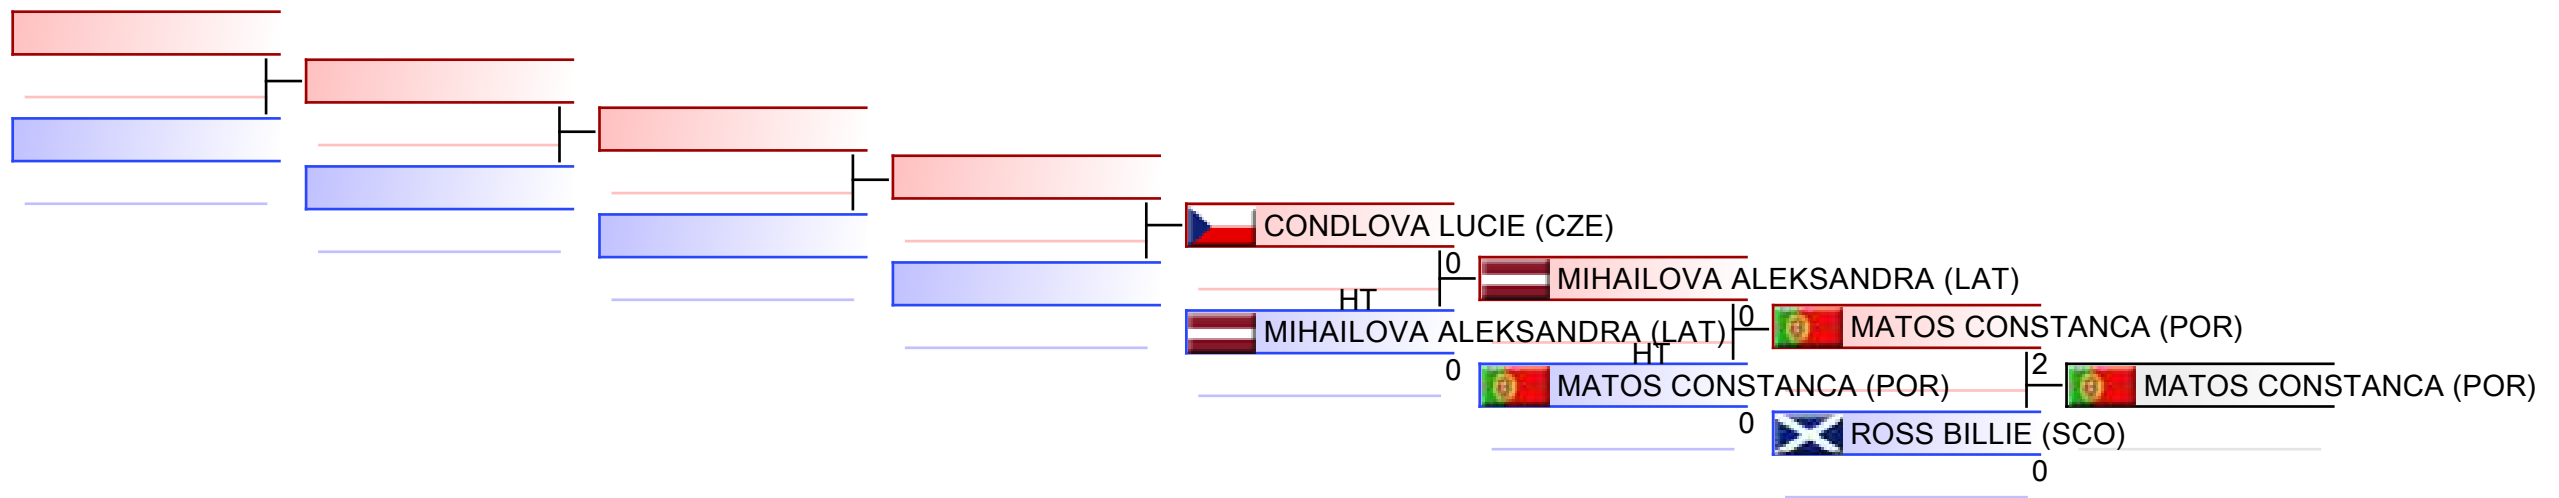 CONDLOVA LUCIE (CZE)
0
HT
MIHAILOVA ALEKSANDRA (LAT)
0
MIHAILOVA ALEKSANDRA (LAT)
0
HT
MATOS CONSTANCA (POR)
0
MATOS CONSTANCA (POR)
2
ROSS BILLIE (SCO)
0
MATOS CONSTANCA (POR)